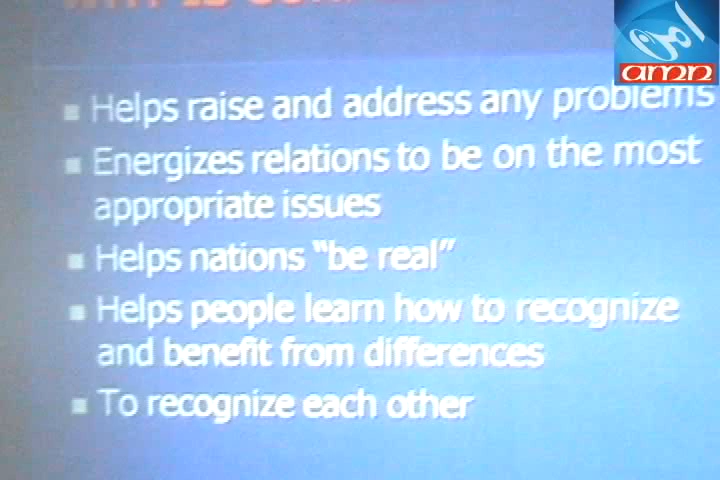 Helps raise and address any problems
Energizes relations to be on the most
appropriate issues
Helps nations "be real"
Helps people learn how to recognize
and benefit from differences
To recognize each other
amn